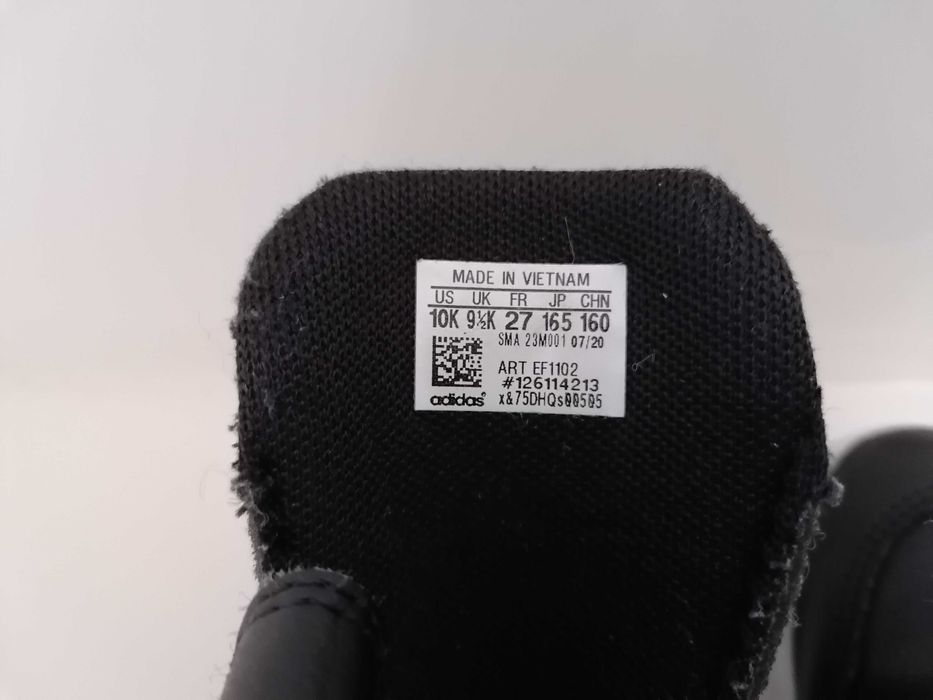 MADE IN VIETNAM
US UK FR JP CHN
10K 9½K 27 165 160
SMA 23M001 07/20
ART EF1102
#126114213
adidas x&75DHQs00505